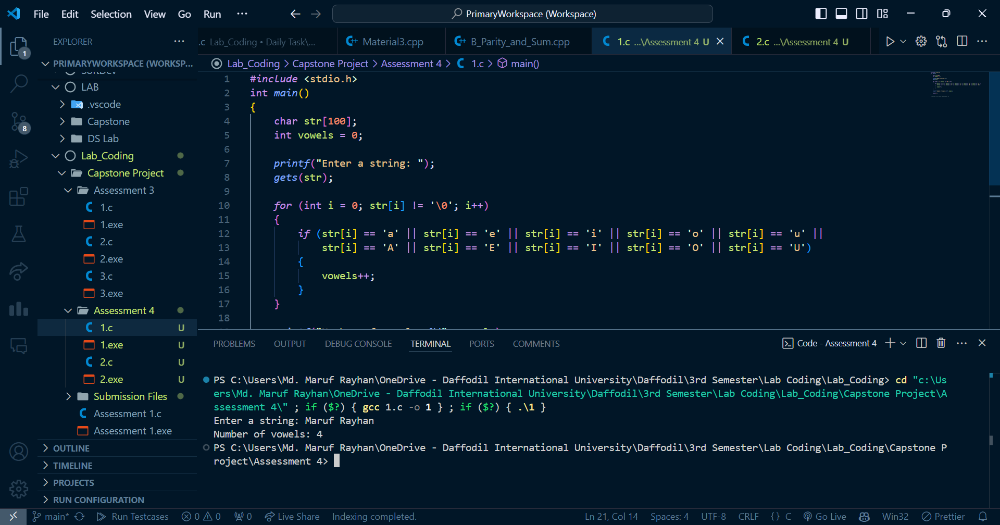 File Edit Selection View Go Run ··· PrimaryWorkspace (Workspace)
EXPLORER ···
.c Lab_Coding • Daily Task\... Material3.cpp B_Parity_and_Sum.cpp 1.c ...\Assessment 4 U 2.c ...\Assessment 4 U
1
PRIMARYWORKSPACE (WORKSP...
Lab_Coding > Capstone Project > Assessment 4 > 1.c > main()
SoftDev
LAB
.vscode
Capstone
DS Lab
8
Lab_Coding
Capstone Project
Assessment 3
1.c
1.exe
2.c
2.exe
3.c
3.exe
Assessment 4
1.c U
1.exe U
2.c U
2.exe U
Submission Files
Assessment 1.c
Assessment 1.exe
OUTLINE
TIMELINE
PROJECTS
RUN CONFIGURATION
1 #include <stdio.h>
2 int main()
3 {
4 char str[100];
5 int vowels = 0;
6
7 printf("Enter a string: ");
8 gets(str);
9
10 for (int i = 0; str[i] != '\0'; i++)
11 {
12 if (str[i] == 'a' || str[i] == 'e' || str[i] == 'i' || str[i] == 'o' || str[i] == 'u' ||
13 str[i] == 'A' || str[i] == 'E' || str[i] == 'I' || str[i] == 'O' || str[i] == 'U')
14 {
15 vowels++;
16 }
17 }
18
PROBLEMS OUTPUT DEBUG CONSOLE TERMINAL PORTS COMMENTS Code - Assessment 4
PS C:\Users\Md. Maruf Rayhan\OneDrive - Daffodil International University\Daffodil\3rd Semester\Lab Coding\Lab_Coding> cd "c:\Us
ers\Md. Maruf Rayhan\OneDrive - Daffodil International University\Daffodil\3rd Semester\Lab Coding\Lab_Coding\Capstone Project\A
ssessment 4\" ; if ($?) { gcc 1.c -o 1 } ; if ($?) { .\1 }
Enter a string: Maruf Rayhan
Number of vowels: 4
PS C:\Users\Md. Maruf Rayhan\OneDrive - Daffodil International University\Daffodil\3rd Semester\Lab Coding\Lab_Coding\Capstone P
roject\Assessment 4>
main* Run Testcases 0 0 0 Live Share Indexing completed. Ln 21, Col 14 Spaces: 4 UTF-8 CRLF {} C Go Live Win32 Prettier